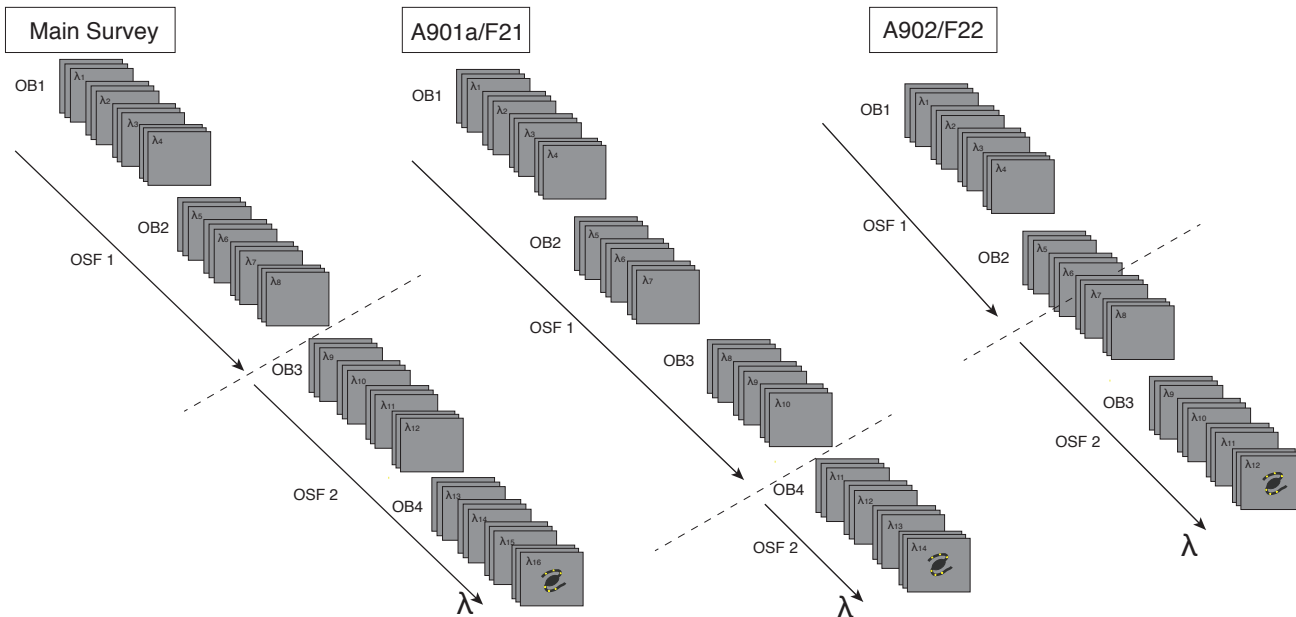 Main Survey
OB1
λ1
λ2
λ3
λ4
OB2
λ5
λ6
λ7
λ8
OSF 1
OB3
λ9
λ10
λ11
λ12
OSF 2
OB4
λ13
λ14
λ15
λ16
λ
A901a/F21
OB1
λ1
λ2
λ3
λ4
OB2
λ5
λ6
λ7
OSF 1
OB3
λ8
λ9
λ10
OB4
λ11
λ12
λ13
λ14
OSF 2
λ
A902/F22
OB1
λ1
λ2
λ3
λ4
OSF 1
OB2
λ5
λ6
λ7
λ8
OB3
λ9
λ10
λ11
λ12
OSF 2
λ